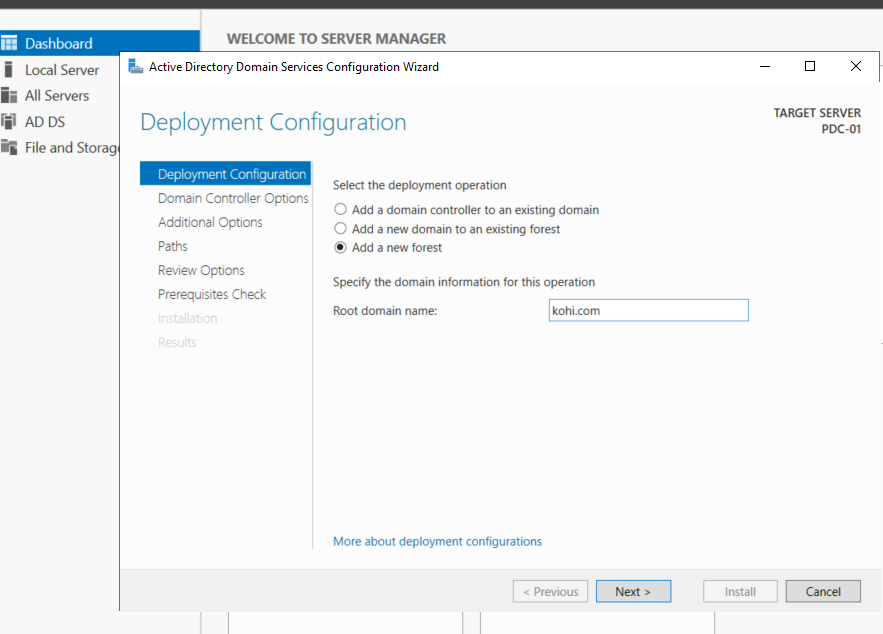 WELCOME TO SERVER MANAGER
Dashboard
Local Server
All Servers
AD DS
File and Storag
Active Directory Domain Services Configuration Wizard
Deployment Configuration
TARGET SERVER
PDC-01
Deployment Configuration
Domain Controller Options
Additional Options
Paths
Review Options
Prerequisites Check
Installation
Results
Select the deployment operation
Add a domain controller to an existing domain
Add a new domain to an existing forest
Add a new forest
Specify the domain information for this operation
Root domain name: kohi.com
More about deployment configurations
< Previous Next > Install Cancel